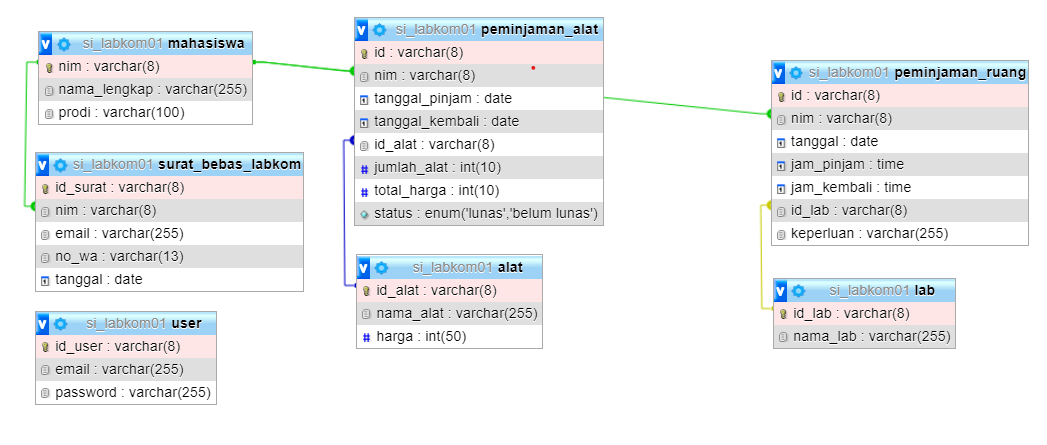 si_labkom01 mahasiswa
nim : varchar(8)
nama_lengkap : varchar(255)
prodi : varchar(100)
si_labkom01 surat_bebas_labkom
id_surat : varchar(8)
nim : varchar(8)
email : varchar(255)
no_wa : varchar(13)
tanggal : date
si_labkom01 user
id_user : varchar(8)
email : varchar(255)
password : varchar(255)
si_labkom01 peminjaman_alat
id : varchar(8)
nim : varchar(8)
tanggal_pinjam : date
tanggal_kembali : date
id_alat : varchar(8)
jumlah_alat : int(10)
total_harga : int(10)
status : enum('lunas','belum lunas')
si_labkom01 alat
id_alat : varchar(8)
nama_alat : varchar(255)
harga : int(50)
si_labkom01 peminjaman_ruang
id : varchar(8)
nim : varchar(8)
tanggal : date
jam_pinjam : time
jam_kembali : time
id_lab : varchar(8)
keperluan : varchar(255)
si_labkom01 lab
id_lab : varchar(8)
nama_lab : varchar(255)